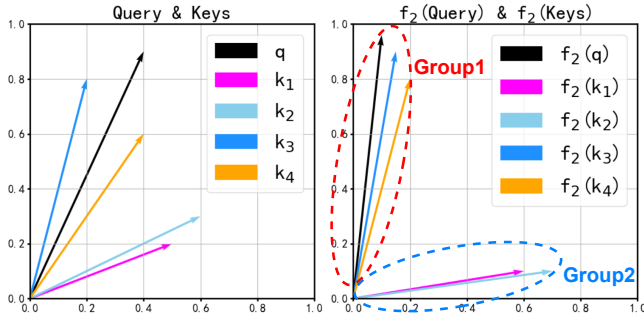 Query & Keys
1.0
0.8
0.6
0.4
0.2
0.0
0.0 0.2 0.4 0.6 0.8 1.0
q
k₁
k₂
k₃
k₄
f₂(Query) & f₂(Keys)
1.0
0.8
0.6
0.4
0.2
0.0
0.0 0.2 0.4 0.6 0.8 1.0
Group1
f₂(q)
f₂(k₁)
f₂(k₂)
f₂(k₃)
f₂(k₄)
Group2